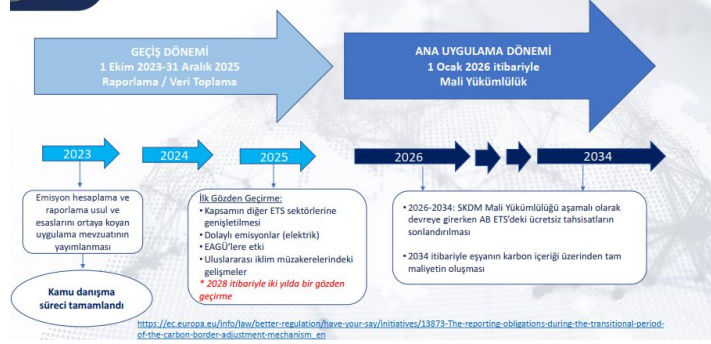 GEÇİŞ DÖNEMİ
1 Ekim 2023-31 Aralık 2025
Raporlama / Veri Toplama
ANA UYGULAMA DÖNEMİ
1 Ocak 2026 itibariyle
Mali Yükümlülük
2023
2024
2025
2026
2034
Emisyon hesaplama ve
raporlama usul ve
esaslarını ortaya koyan
uygulama mevzuatının
yayımlanması
Kamu danışma
süreci tamamlandı
İlk Gözden Geçirme:
• Kapsamın diğer ETS sektörlerine
genişletilmesi
• Dolaylı emisyonlar (elektrik)
• EAGÜ'lere etki
• Uluslararası iklim müzakerelerindeki
gelişmeler
* 2028 itibariyle iki yılda bir gözden
geçirme
• 2026-2034: SKDM Mali Yükümlülüğü aşamalı olarak
devreye girerken AB ETS'deki ücretsiz tahsisatların
sonlandırılması
• 2034 itibariyle eşyanın karbon içeriği üzerinden tam
maliyetin oluşması
https://ec.europa.eu/info/law/better-regulation/have-your-say/initiatives/13873-The-reporting-obligations-during-the-transitional-period-
of-the-carbon-border-adjustment-mechanism_en